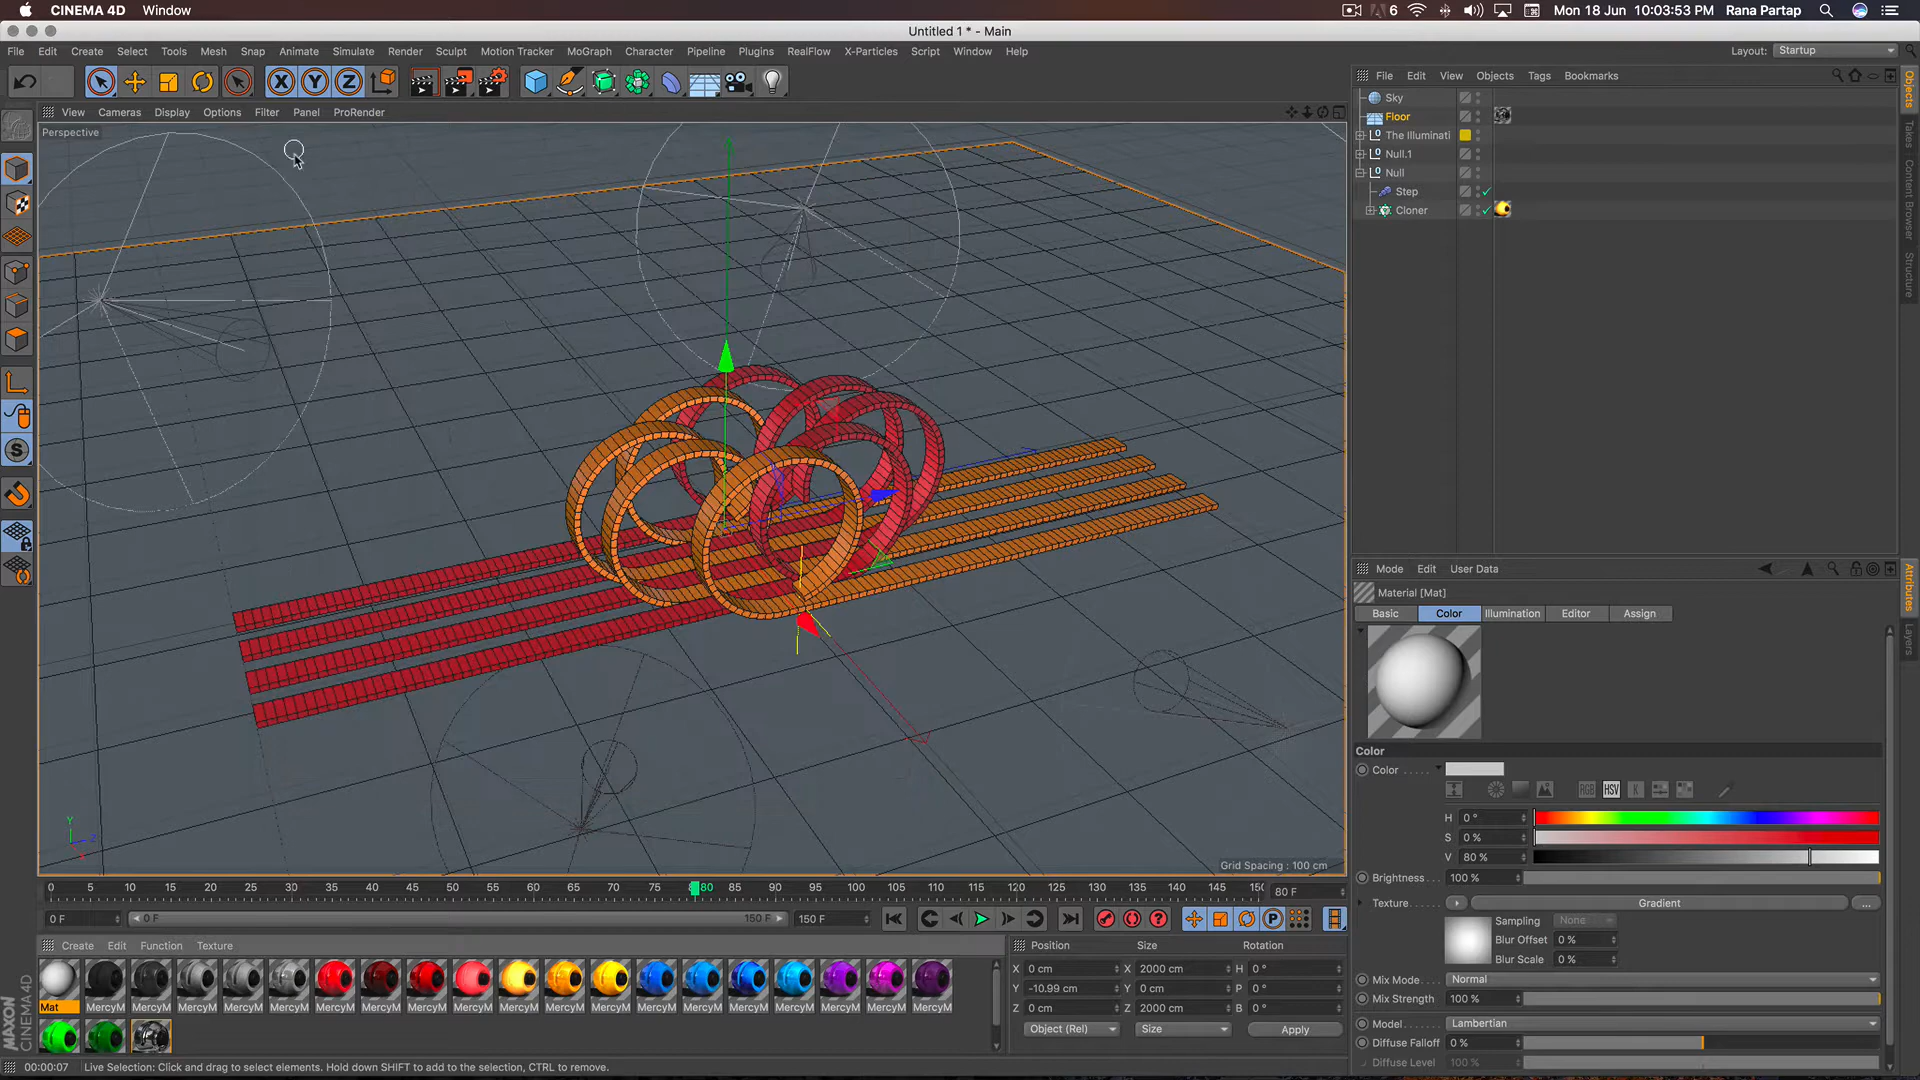 CINEMA 4D Window 6 Mon 18 Jun 10:03:53 PM Rana Partap
Untitled 1 * - Main
File Edit Create Select Tools Mesh Snap Animate Simulate Render Sculpt Motion Tracker MoGraph Character Pipeline Plugins RealFlow X-Particles Script Window Help Layout: Startup
X Y Z
File Edit View Objects Tags Bookmarks
View Cameras Display Options Filter Panel ProRender
Perspective
Sky
Floor
The Illuminati
Null.1
Null
Step
Cloner
Objects
Takes
Content Browser
Structure
Mode Edit User Data
Material [Mat]
Basic Color Illumination Editor Assign
Attributes
Layers
Color
Color . . . . .
RGB HSV K
H 0 °
S 0 %
V 80 %
Brightness . . . 100 %
Texture . . . . . Gradient ...
Sampling None
Blur Offset 0 %
Blur Scale 0 %
Mix Mode . . . Normal
Mix Strength 100 %
Model . . . . . Lambertian
Diffuse Falloff 0 %
Diffuse Level 100 %
Y
Z
Grid Spacing : 100 cm
0 5 10 15 20 25 30 35 40 45 50 55 60 65 70 75 80 85 90 95 100 105 110 115 120 125 130 135 140 145 150 80 F
0 F 0 F 150 F 150 F
Create Edit Function Texture
Position Size Rotation
X 0 cm X 2000 cm H 0 °
Y -10.99 cm Y 0 cm P 0 °
Z 0 cm Z 2000 cm B 0 °
Object (Rel) Size Apply
Mat MercyM MercyM MercyM MercyM MercyM MercyM MercyM MercyM MercyM MercyM MercyM MercyM MercyM MercyM MercyM MercyM MercyM MercyM MercyM
MAXON
CINEMA 4D
00:00:07 Live Selection: Click and drag to select elements. Hold down SHIFT to add to the selection, CTRL to remove.